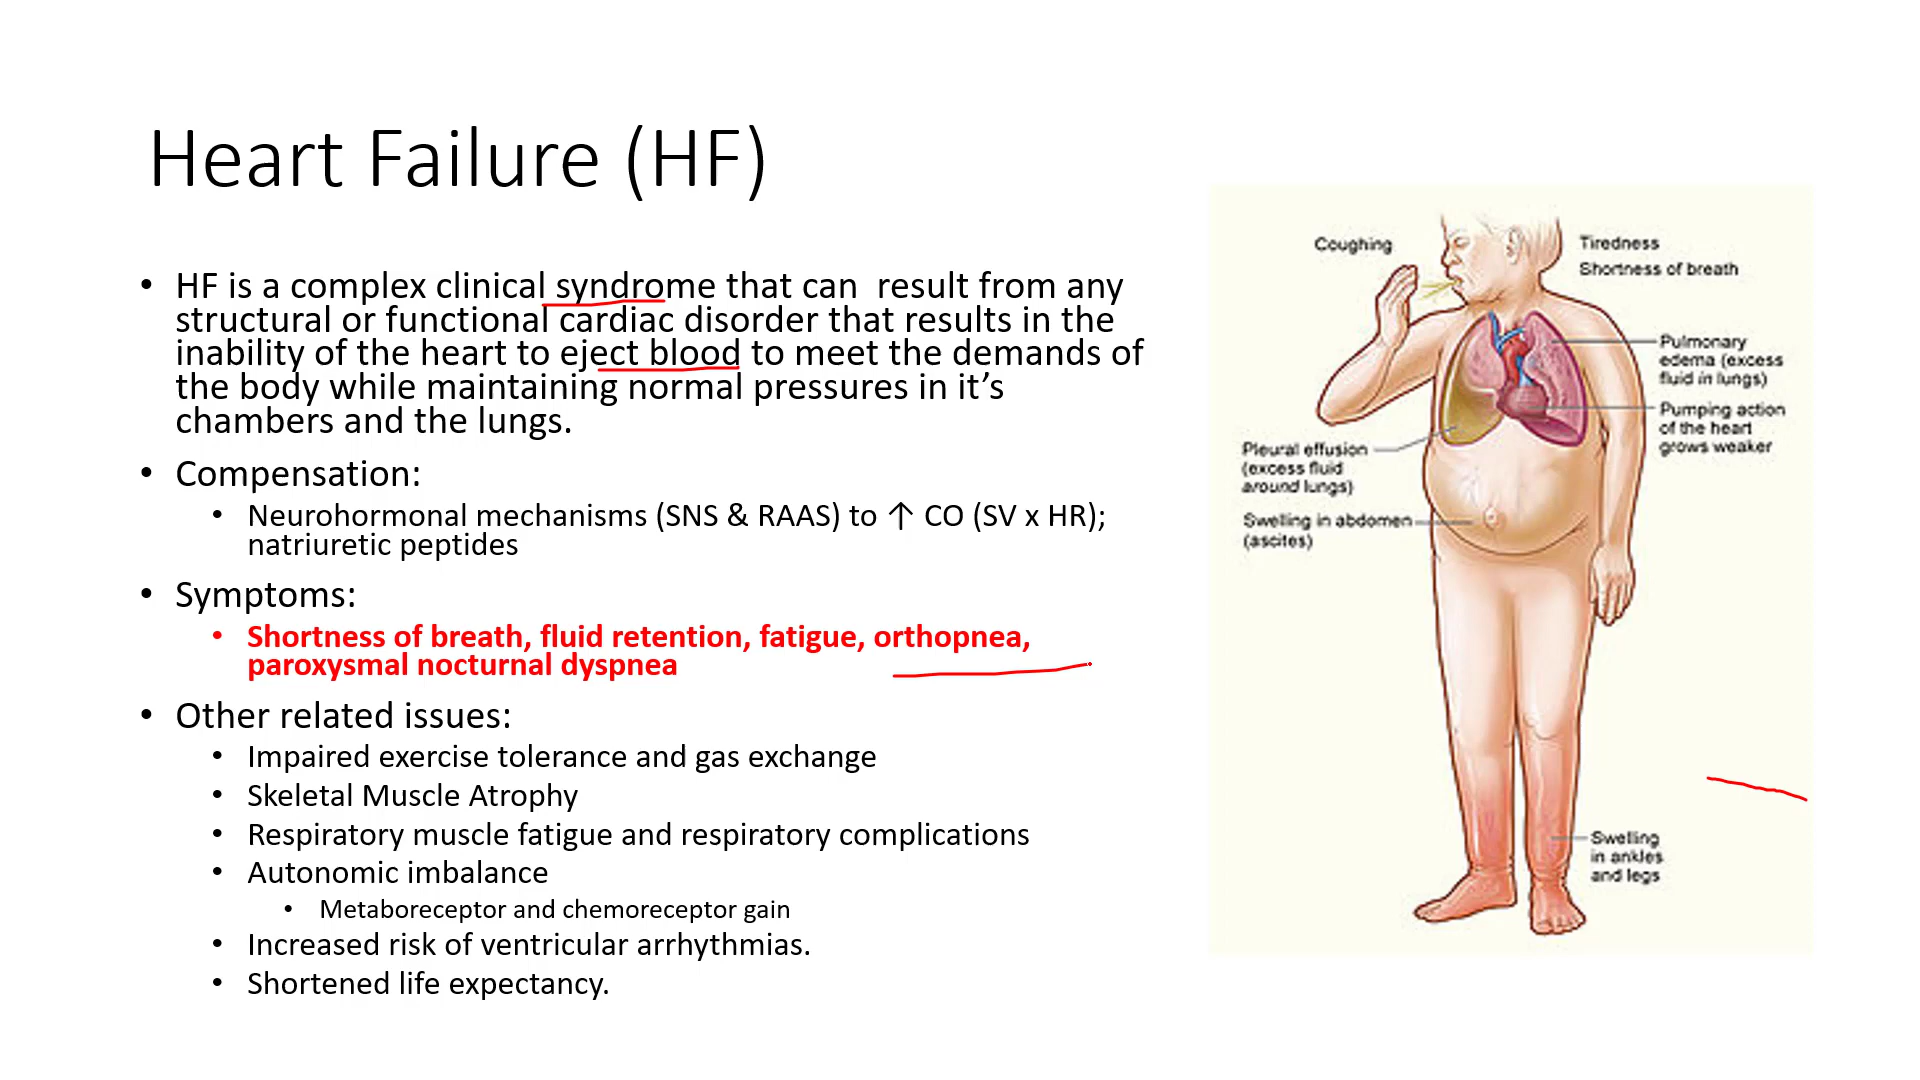 Heart Failure (HF)
• HF is a complex clinical syndrome that can  result from any
structural or functional cardiac disorder that results in the
inability of the heart to eject blood to meet the demands of
the body while maintaining normal pressures in it’s
chambers and the lungs.
• Compensation:
• Neurohormonal mechanisms (SNS & RAAS) to ↑ CO (SV x HR);
natriuretic peptides
• Symptoms:
• Shortness of breath, fluid retention, fatigue, orthopnea,
paroxysmal nocturnal dyspnea
• Other related issues:
• Impaired exercise tolerance and gas exchange
• Skeletal Muscle Atrophy
• Respiratory muscle fatigue and respiratory complications
• Autonomic imbalance
• Metaboreceptor and chemoreceptor gain
• Increased risk of ventricular arrhythmias.
• Shortened life expectancy.
Coughing
Tiredness
Shortness of breath
Pulmonary
edema (excess
fluid in lungs)
Pumping action
of the heart
grows weaker
Pleural effusion
(excess fluid
around lungs)
Swelling in abdomen
(ascites)
Swelling
in ankles
and legs